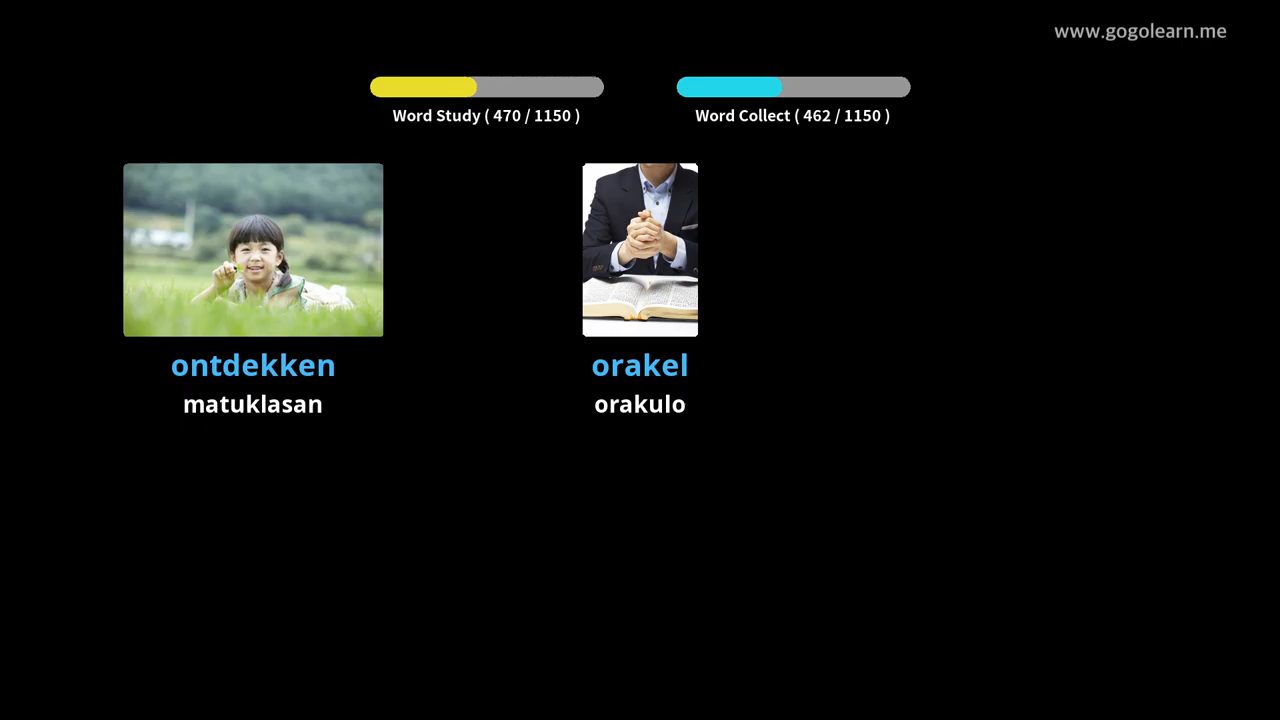 www.gogolearn.me
Word Study ( 470 / 1150 )
Word Collect ( 462 / 1150 )
ontdekken
matuklasan
orakel
orakulo